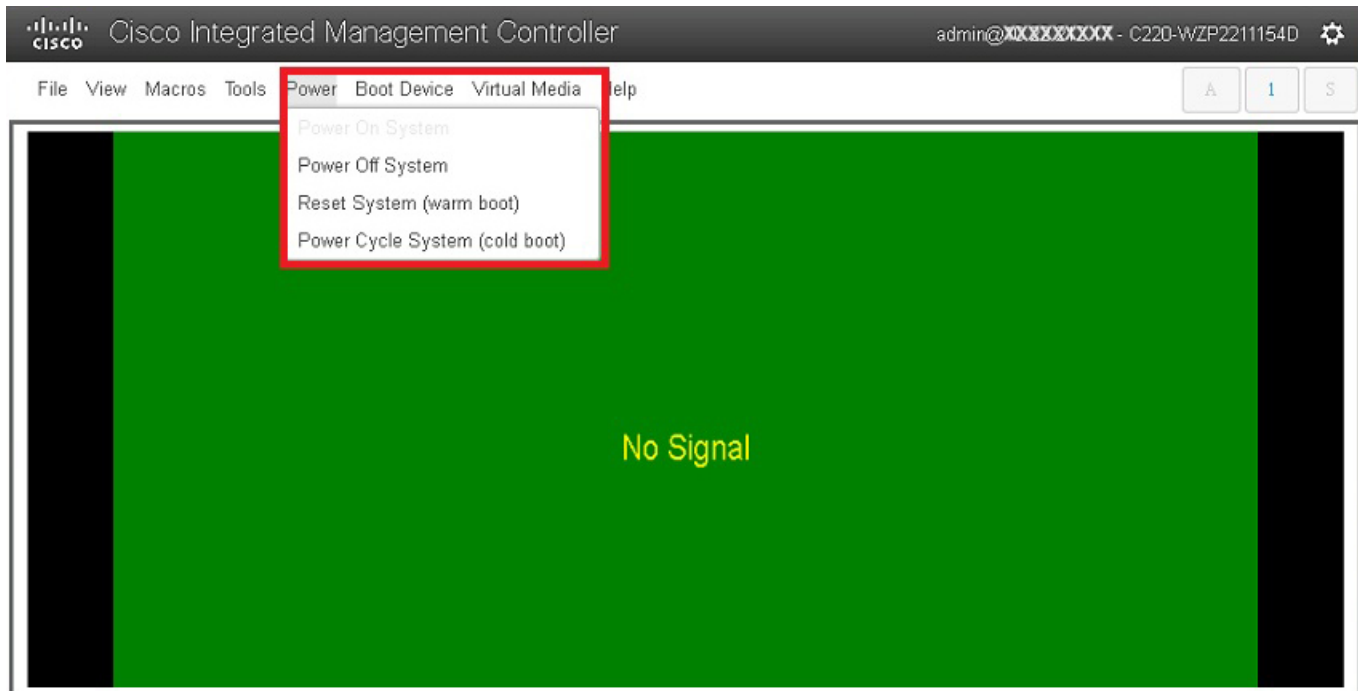 CISCO Cisco Integrated Management Controller admin@XXXXXXXXX - C220-WZP2211154D
File View Macros Tools Power Boot Device Virtual Media elp A 1 S
Power On System
Power Off System
Reset System (warm boot)
Power Cycle System (cold boot)
No Signal